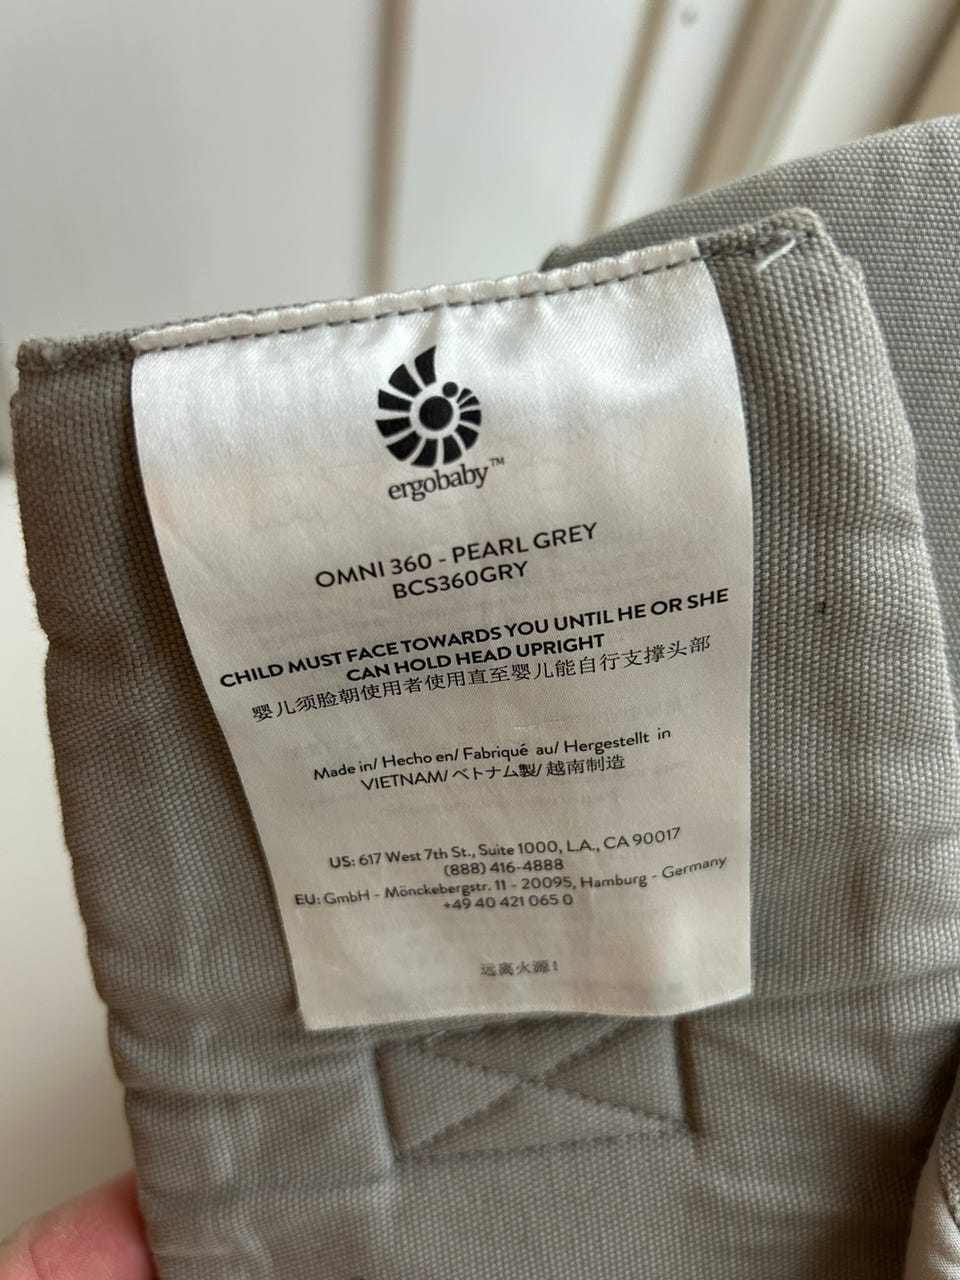 ergobaby™
OMNI 360 - PEARL GREY
BCS360GRY
CHILD MUST FACE TOWARDS YOU UNTIL HE OR SHE
CAN HOLD HEAD UPRIGHT
婴儿须脸朝使用者使用直至婴儿能自行支撑头部
Made in/ Hecho en/ Fabriqué au/ Hergestellt in
VIETNAM/ベトナム製/越南制造
US: 617 West 7th St., Suite 1000, L.A., CA 90017
(888) 416-4888
EU: GmbH - Mönckebergstr. 11 - 20095, Hamburg - Germany
+49 40 421 065 0
远离火源!